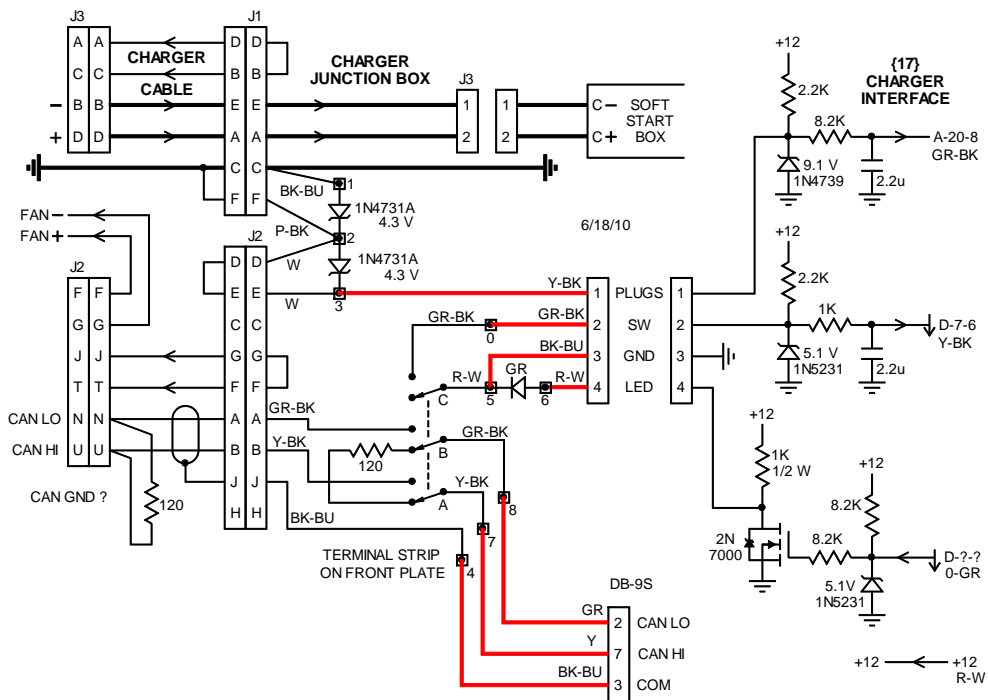 J3
J1
A A
D D
CHARGER
CABLE
C C
B B
B B
E E
D D
A A
C C
F F
−
+
CHARGER
JUNCTION BOX
J3
1
2
1
2
C −
C +
SOFT
START
BOX
BK-BU
1
1N4731A
4.3 V
P-BK
2
W
1N4731A
4.3 V
W
3
6/18/10
FAN −
FAN +
J2
J2
F F
G G
J J
T T
N N
U U
D D
E E
C C
G G
F F
A A
B B
J J
H H
CAN LO
CAN HI
CAN GND ?
120
GR-BK
Y-BK
BK-BU
120
GR-BK
0
R-W
5
GR
6
C
B
A
GR-BK
Y-BK
8
7
4
TERMINAL STRIP
ON FRONT PLATE
Y-BK
GR-BK
BK-BU
R-W
1
2
3
4
PLUGS
SW
GND
LED
1
2
3
4
DB-9S
GR
2
CAN LO
Y
7
CAN HI
BK-BU
3
COM
{17}
CHARGER
INTERFACE
+12
2.2K
8.2K
A-20-8
GR-BK
9.1 V
1N4739
2.2u
+12
2.2K
1K
D-7-6
Y-BK
5.1 V
1N5231
2.2u
+12
1K
1/2 W
+12
8.2K
2N
7000
8.2K
D-?-?
0-GR
5.1V
1N5231
+12
+12
R-W